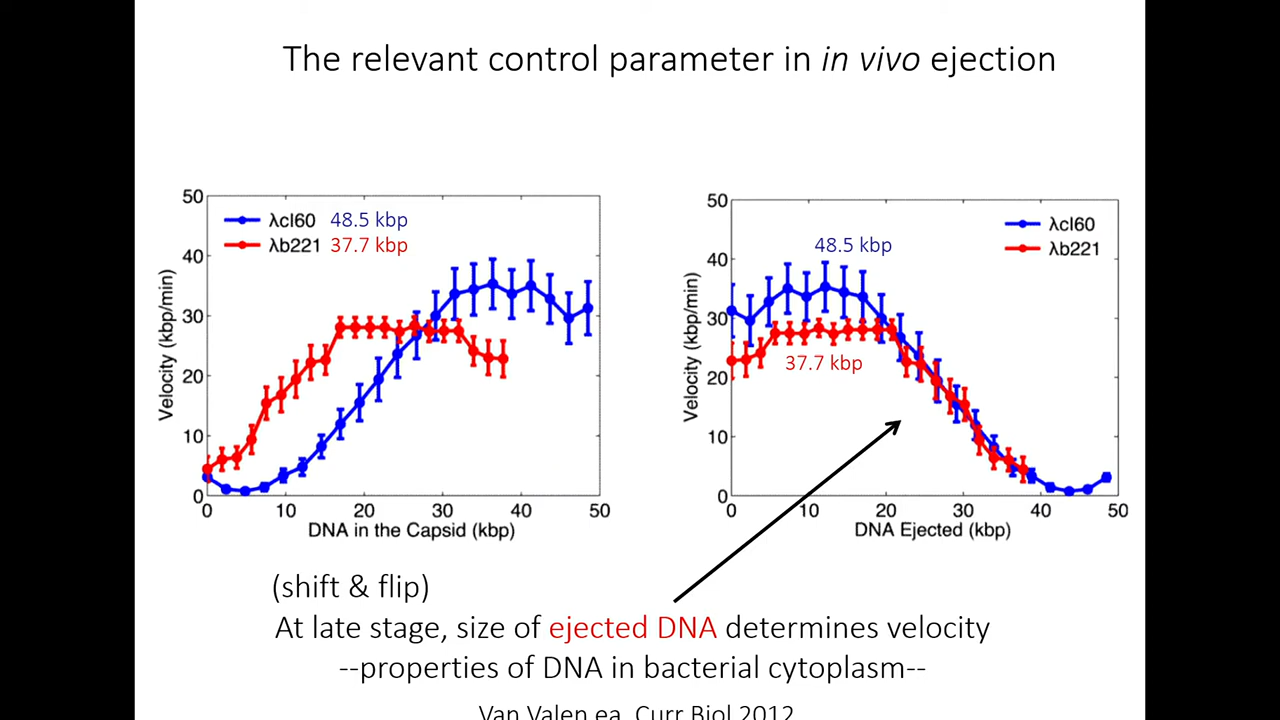 The relevant control parameter in in vivo ejection
50
40
30
20
10
0
Velocity (kbp/min)
λcI60 48.5 kbp
λb221 37.7 kbp
0 10 20 30 40 50
DNA in the Capsid (kbp)
50
40
30
20
10
0
Velocity (kbp/min)
λcI60
λb221
48.5 kbp
37.7 kbp
0 10 20 30 40 50
DNA Ejected (kbp)
(shift & flip)
At late stage, size of ejected DNA determines velocity
--properties of DNA in bacterial cytoplasm--
Van Valen ea, Curr Biol 2012